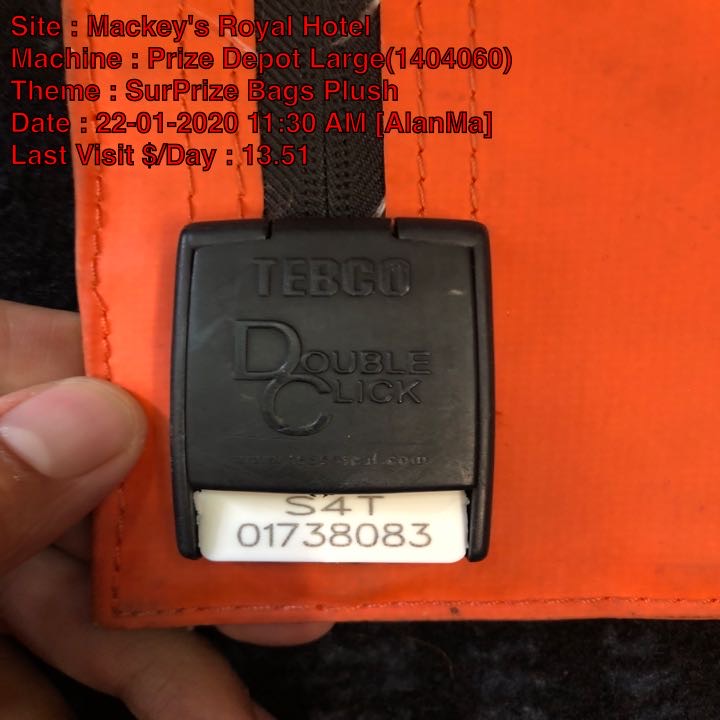 Site : Mackey's Royal Hotel
Machine : Prize Depot Large(1404060)
Theme : SurPrize Bags Plush
Date : 22-01-2020 11:30 AM [AlanMa]
Last Visit $/Day : 13.51
TEBCO
DOUBLE
CLICK
S4T
01738083